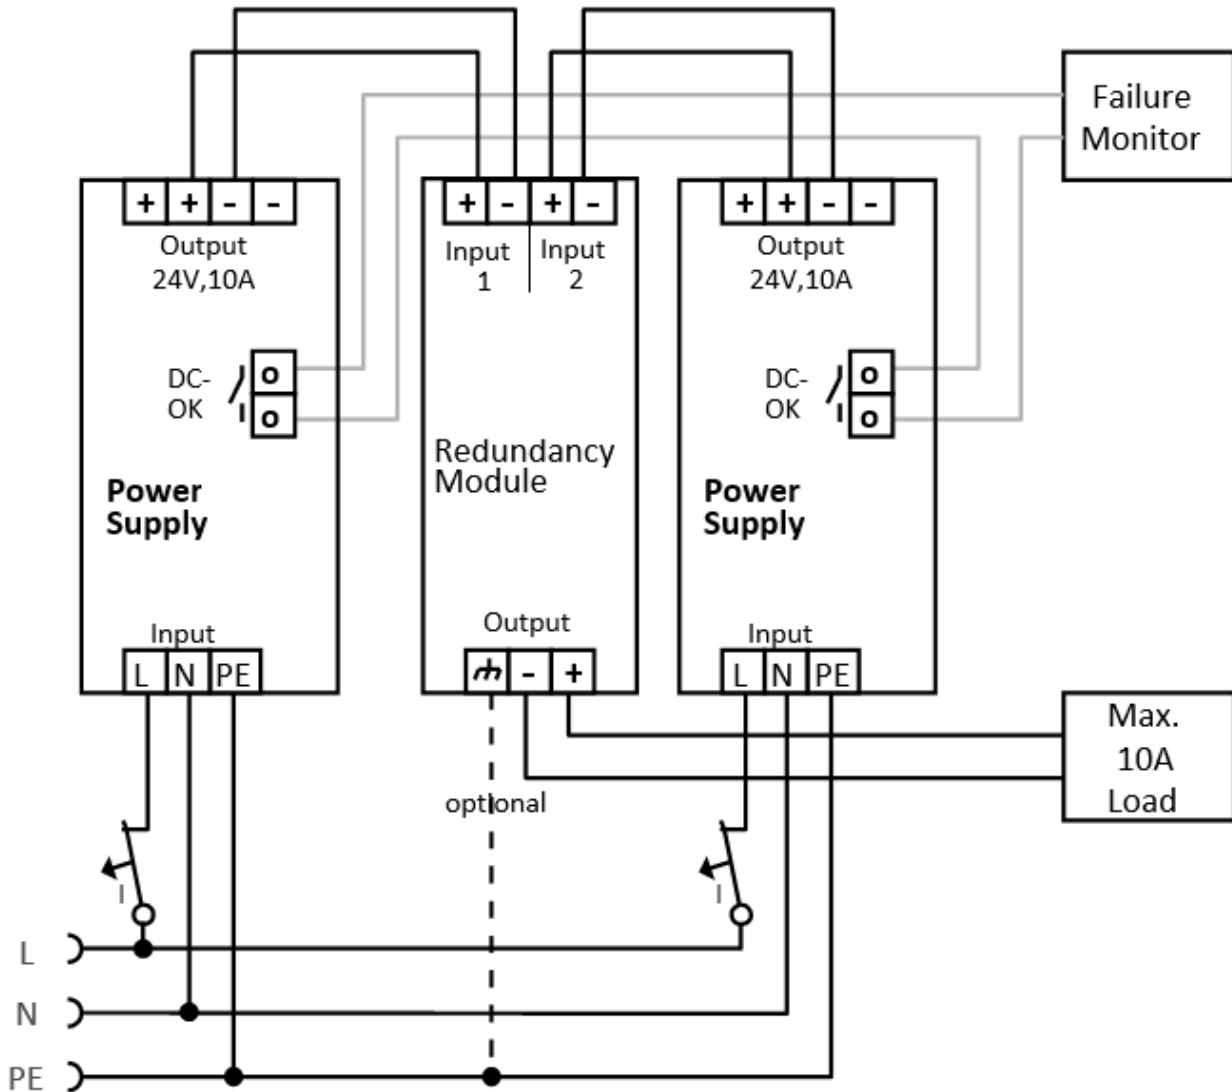 Failure
Monitor
+ + - -
Output
24V,10A
+ - + -
Input
1
Input
2
+ + - -
Output
24V,10A
DC-
OK
o
o
DC-
OK
o
o
Redundancy
Module
Power
Supply
Power
Supply
Input
L N PE
Output
- +
Input
L N PE
Max.
10A
Load
optional
I
I
L
N
PE